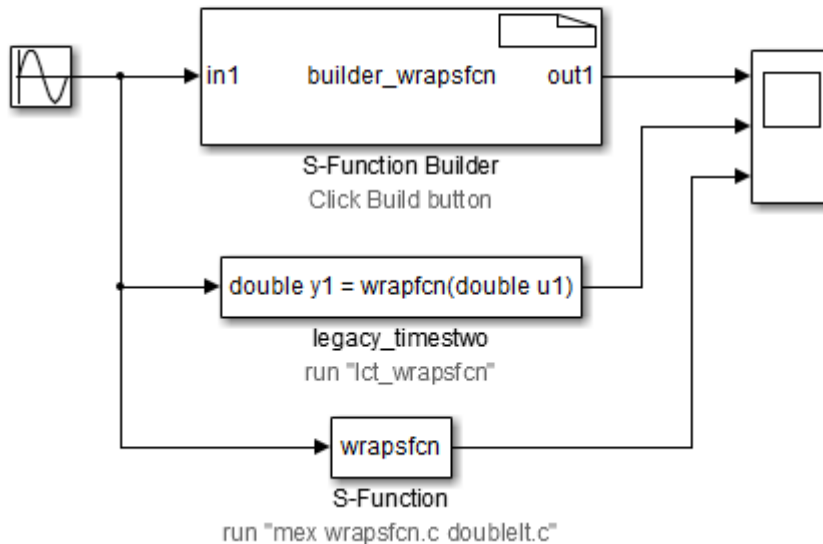 in1 builder_wrapsfcn out1
S-Function Builder
Click Build button
double y1 = wrapfcn(double u1)
legacy_timestwo
run "lct_wrapsfcn"
wrapsfcn
S-Function
run "mex wrapsfcn.c doubleIt.c"